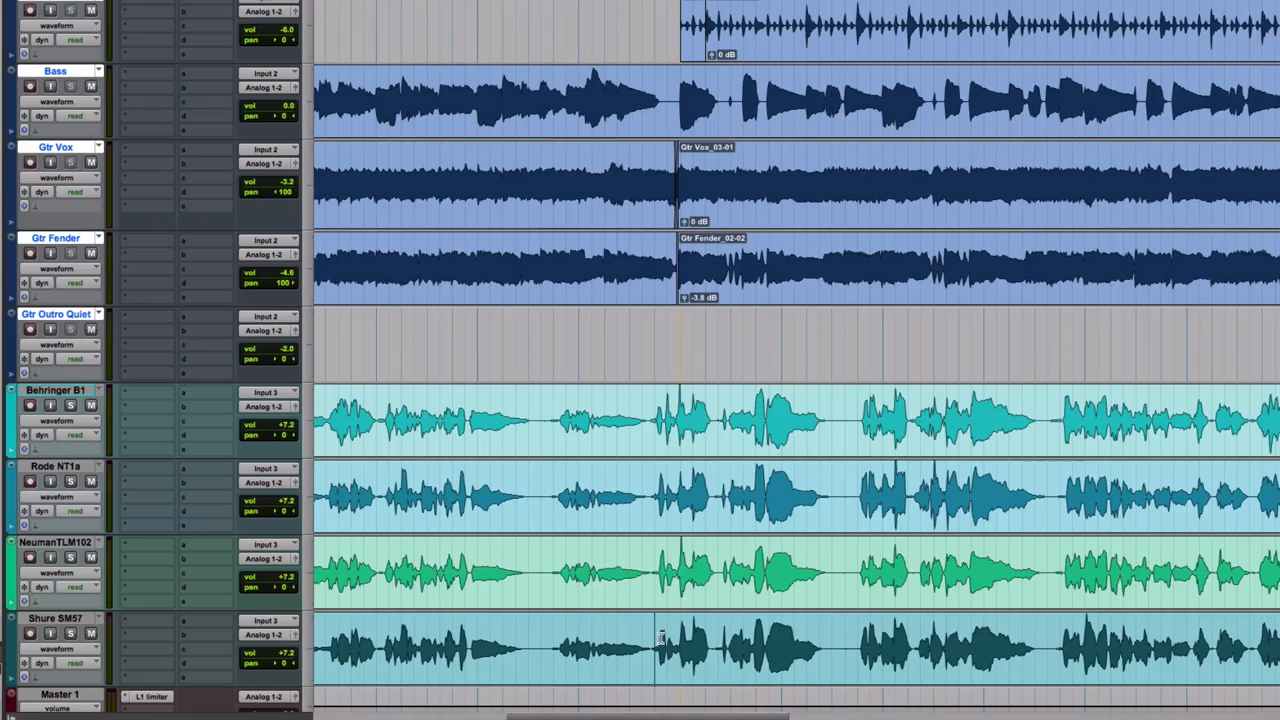 waveform
dyn read
b
c
d
e
Analog 1-2
vol -6.0
pan 0
0 dB
Bass
I S M
waveform
dyn read
a
b
c
d
e
Input 2
Analog 1-2
vol 0.0
pan 0
Gtr Vox
I S M
waveform
dyn read
a
b
c
d
e
Input 2
Analog 1-2
vol -3.2
pan 100
Gtr Vox_03-01
0 dB
Gtr Fender
I S M
waveform
dyn read
a
b
c
d
e
Input 2
Analog 1-2
vol -4.6
pan 100
Gtr Fender_02-02
-3.8 dB
Gtr Outro Quiet
I S M
waveform
dyn read
a
b
c
d
e
Input 2
Analog 1-2
vol -2.0
pan 0
Behringer B1
I S M
waveform
dyn read
a
b
c
d
e
Input 3
Analog 1-2
vol +7.2
pan 0
Rode NT1a
I S M
waveform
dyn read
a
b
c
d
e
Input 3
Analog 1-2
vol +7.2
pan 0
NeumanTLM102
I S M
waveform
dyn read
a
b
c
d
e
Input 3
Analog 1-2
vol +7.2
pan 0
Shure SM57
I S M
waveform
dyn read
a
b
c
d
e
Input 3
Analog 1-2
vol +7.2
pan 0
Master 1
volume
L1 limiter
Analog 1-2